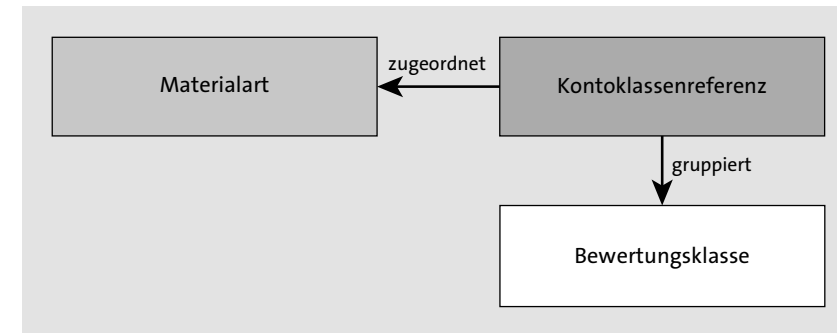 Materialart
zugeordnet
Kontoklassenreferenz
gruppiert
Bewertungsklasse